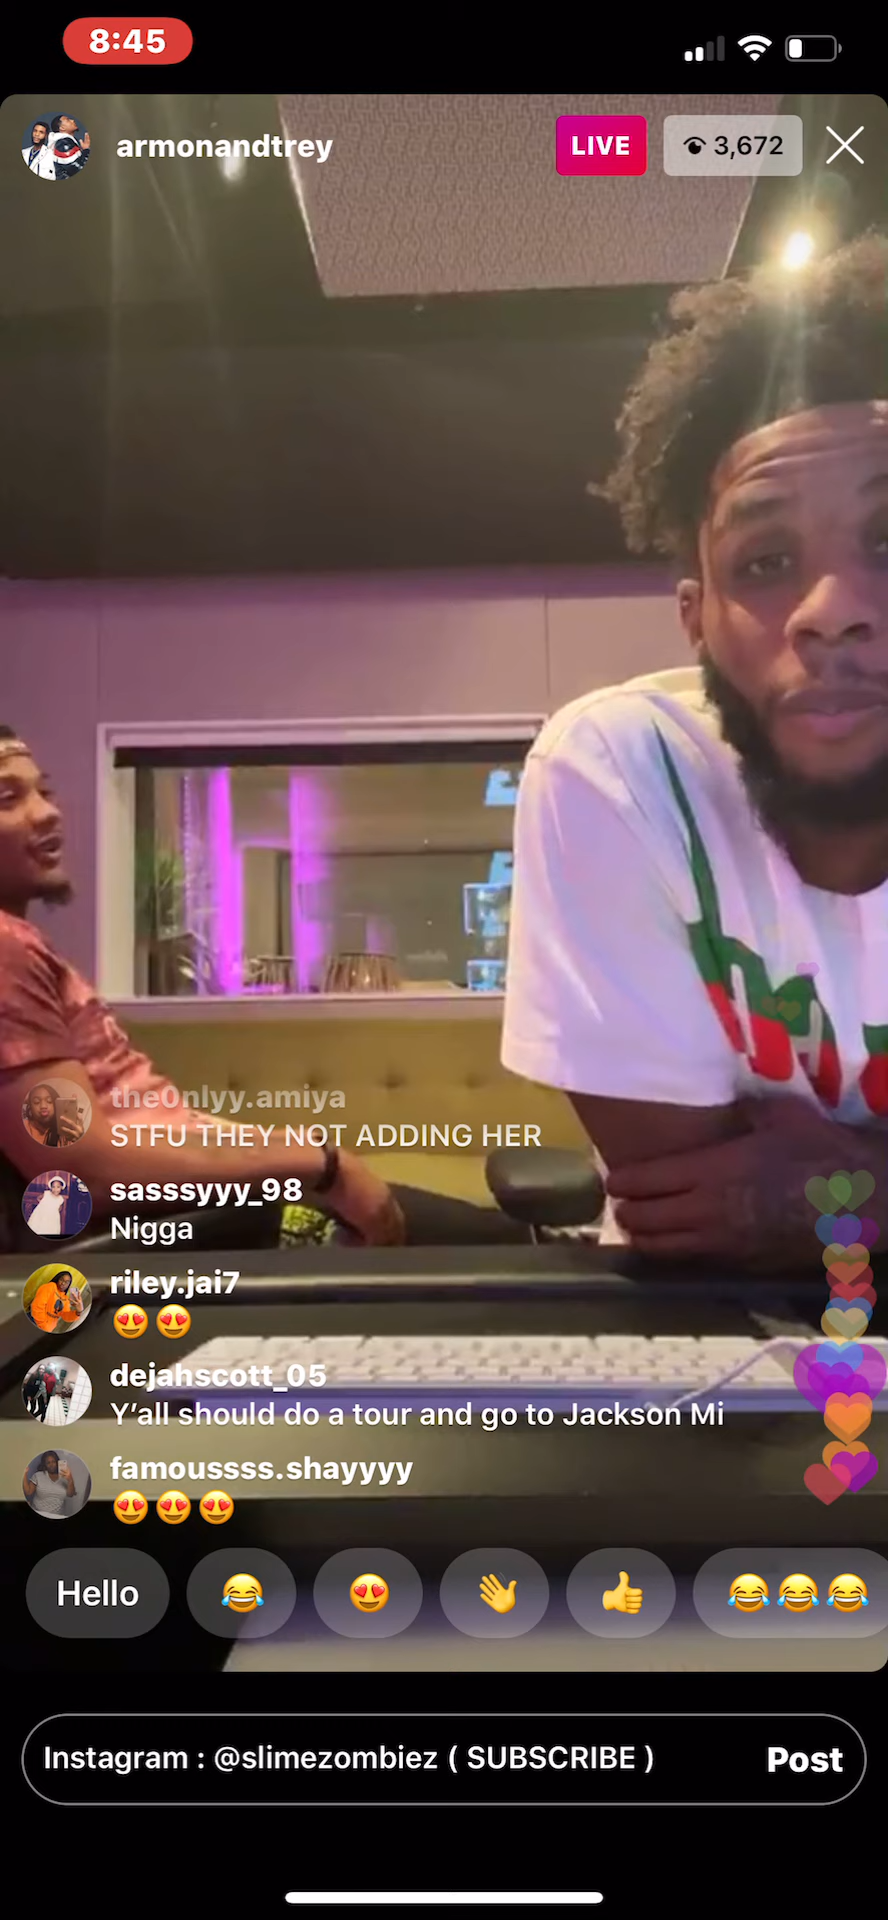 8:45
armonandtrey
LIVE
3,672
the0nlyy.amiya
STFU THEY NOT ADDING HER
sasssyyy_98
Nigga
riley.jai7
😍😍
dejahscott_05
Y’all should do a tour and go to Jackson Mi
famoussss.shayyyy
😍😍😍
Hello 😂 😍 👋 👍 😂😂😂
Instagram : @slimezombiez ( SUBSCRIBE ) Post